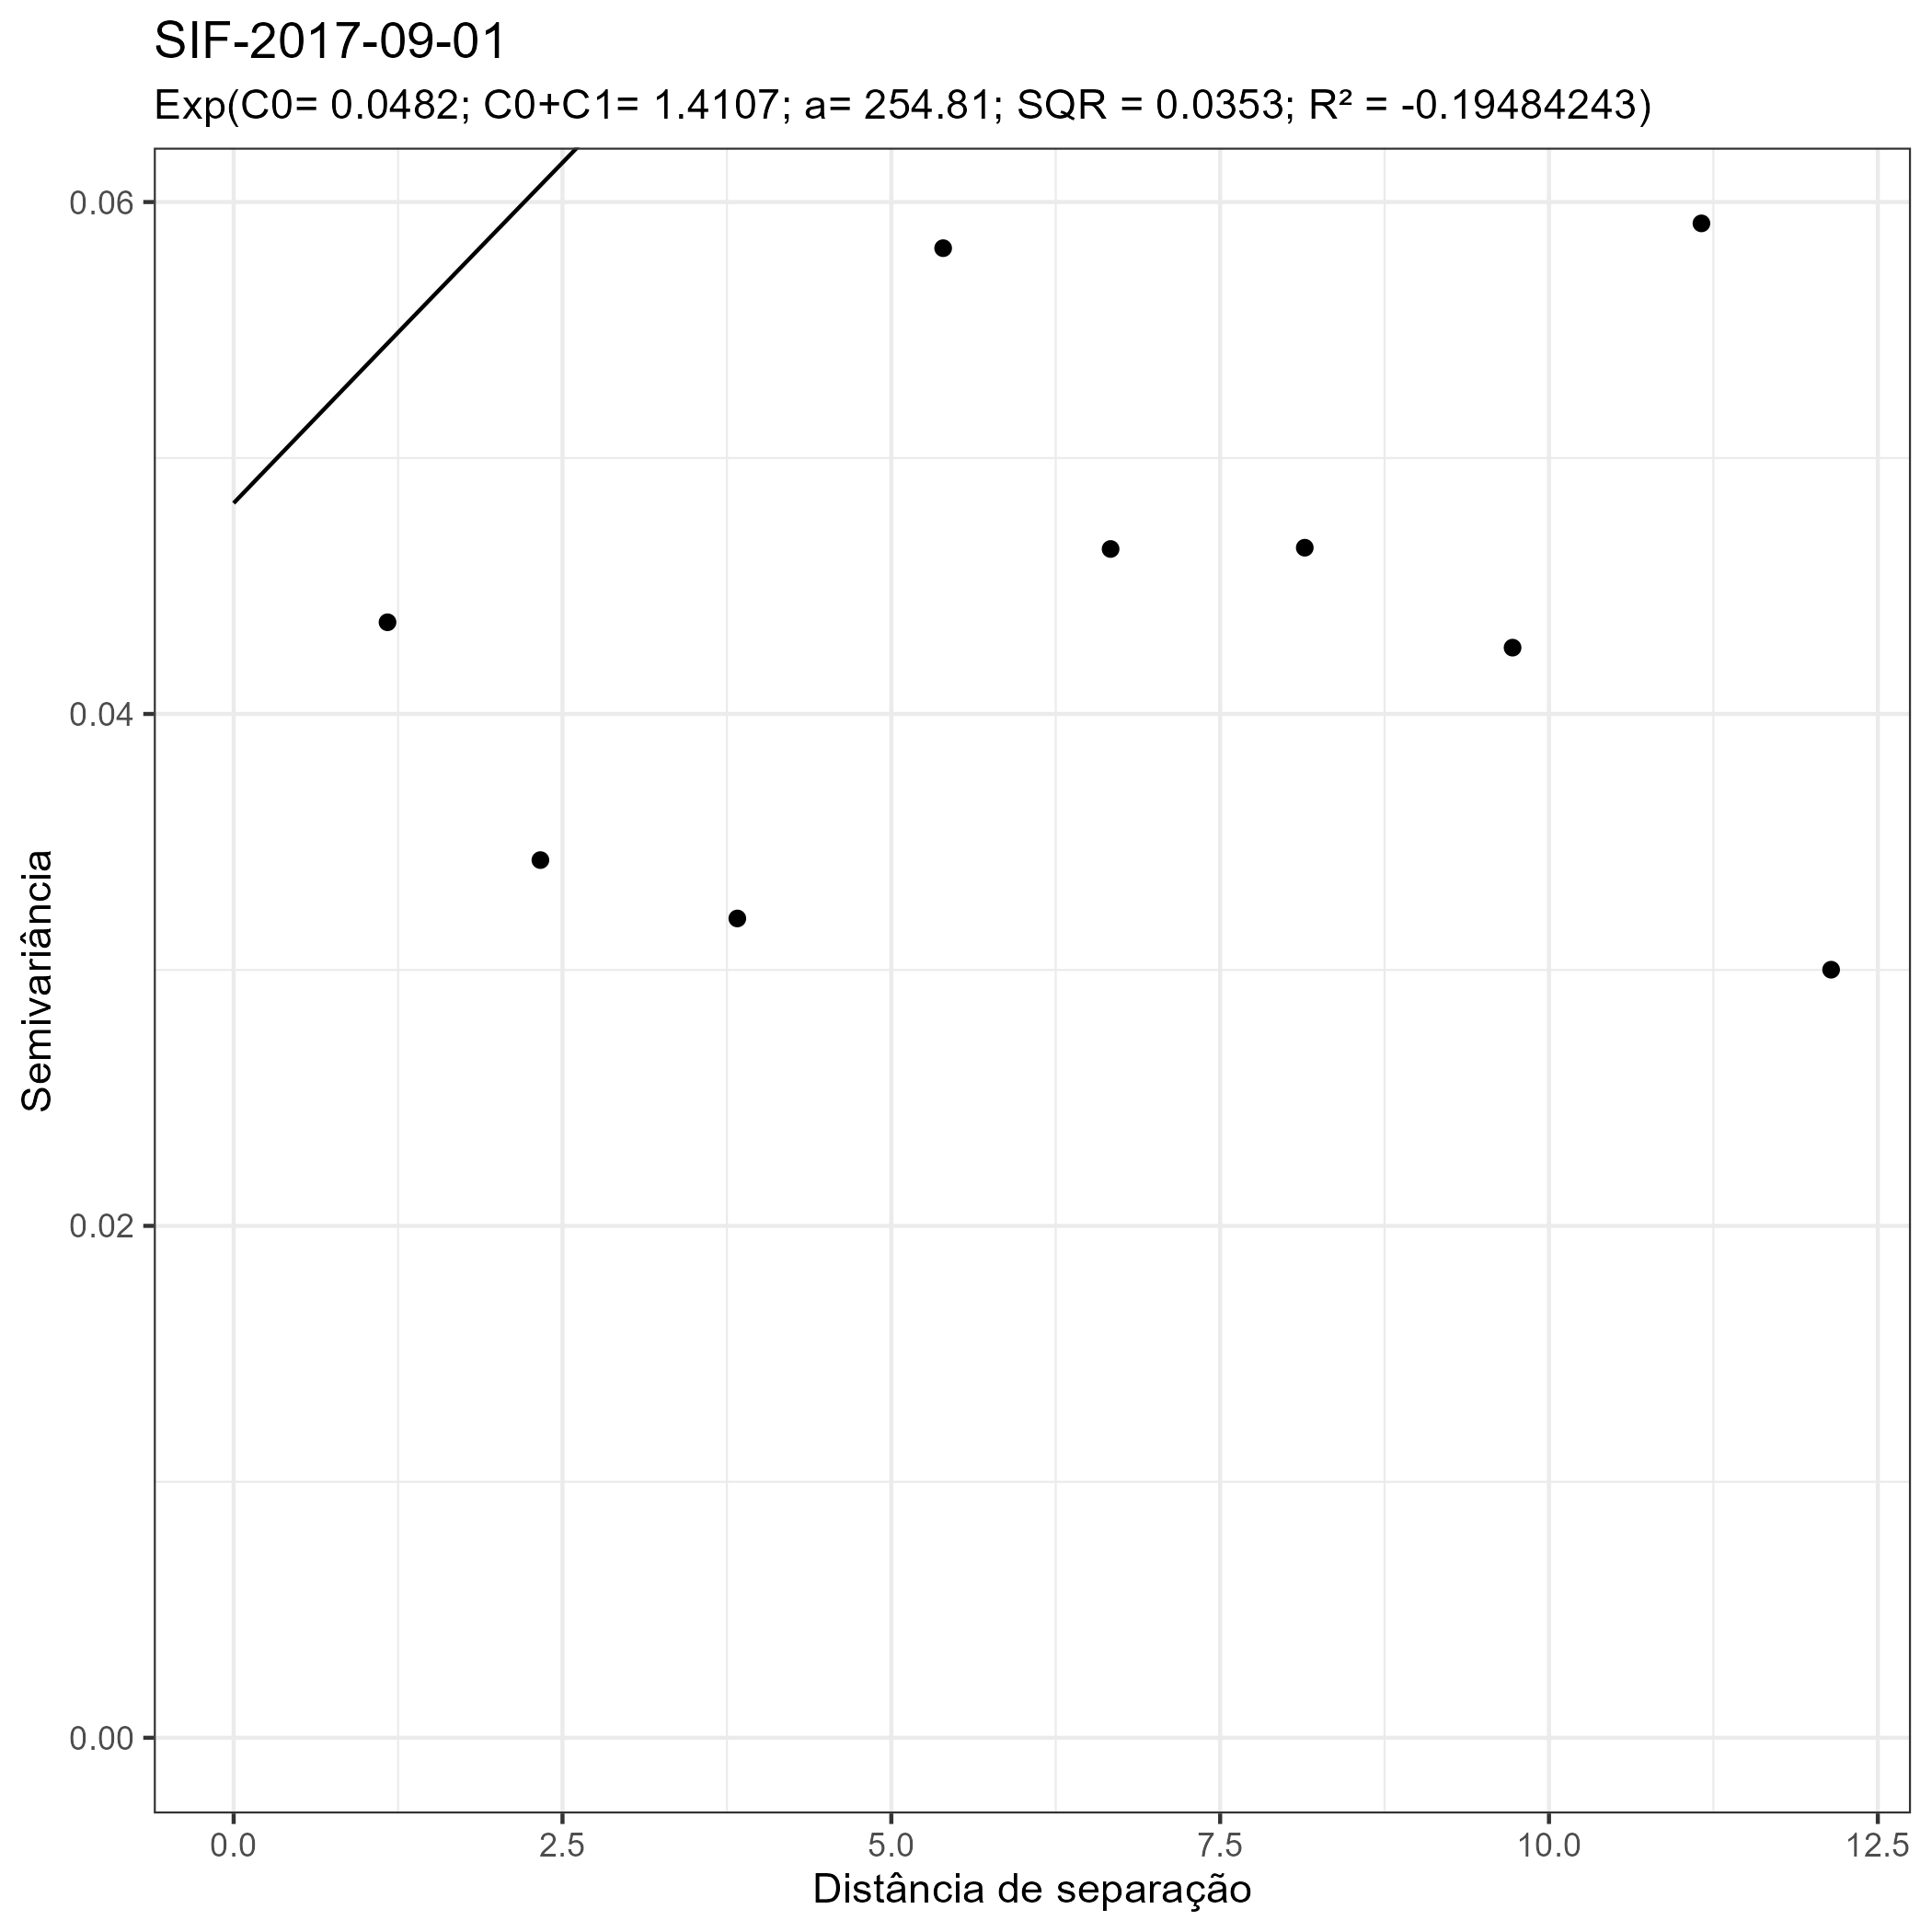 SIF-2017-09-01
Exp(C0= 0.0482; C0+C1= 1.4107; a= 254.81; SQR = 0.0353; R² = -0.19484243)
0.06
0.04
0.02
0.00
Semivariância
0.0 2.5 5.0 7.5 10.0 12.5
Distância de separação